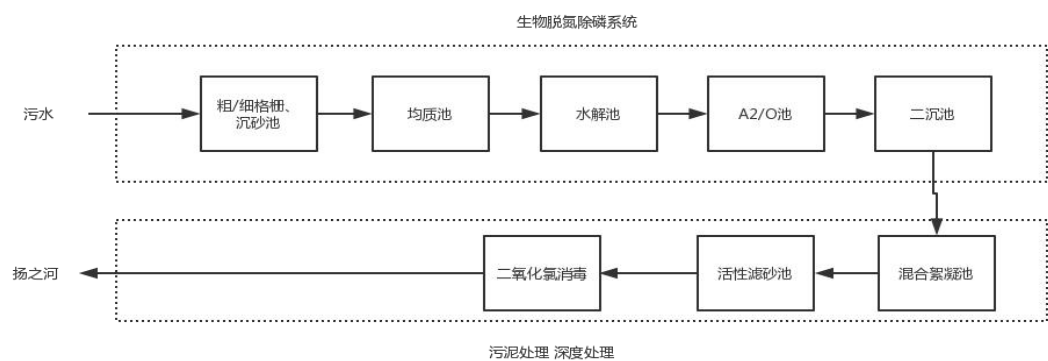 生物脱氮除磷系统
污水
粗/细格栅、
沉砂池
均质池
水解池
A2/O池
二沉池
扬之河
二氧化氯消毒
活性滤砂池
混合絮凝池
污泥处理 深度处理